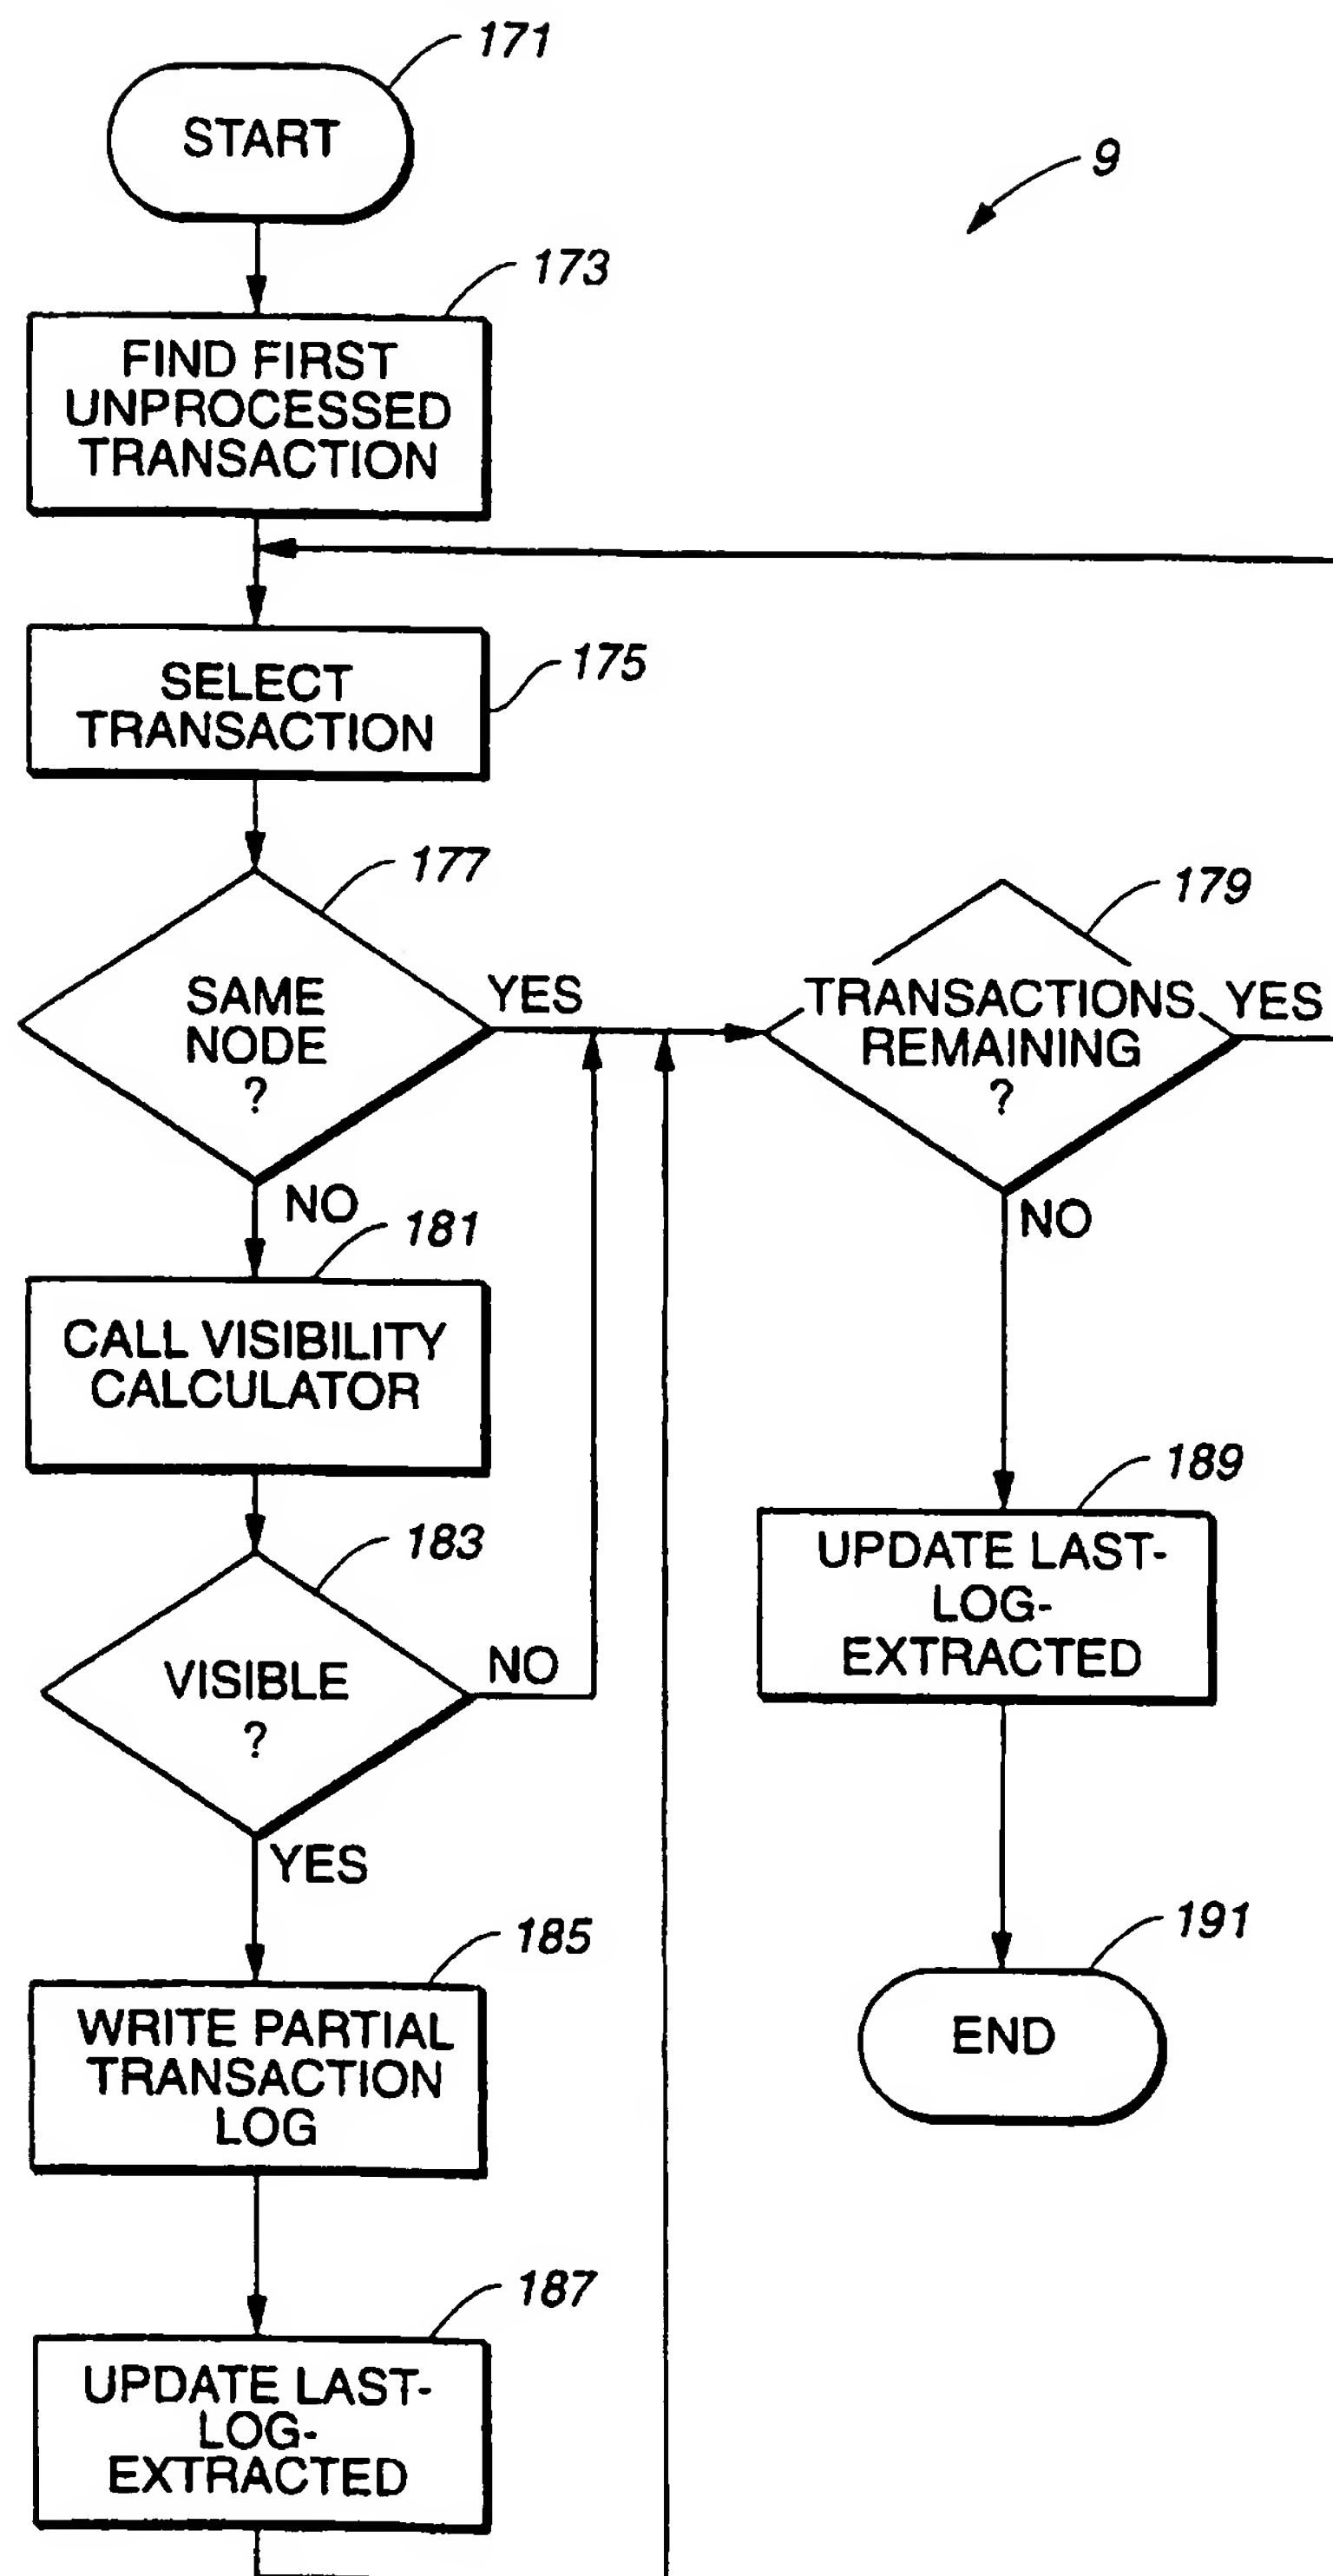 171
START
9
173
FIND FIRST
UNPROCESSED
TRANSACTION
175
SELECT
TRANSACTION
177
SAME
NODE
?
YES
NO
179
TRANSACTIONS
REMAINING
?
YES
NO
181
CALL VISIBILITY
CALCULATOR
183
VISIBLE
?
NO
YES
189
UPDATE LAST-
LOG-
EXTRACTED
185
WRITE PARTIAL
TRANSACTION
LOG
191
END
187
UPDATE LAST-
LOG-
EXTRACTED